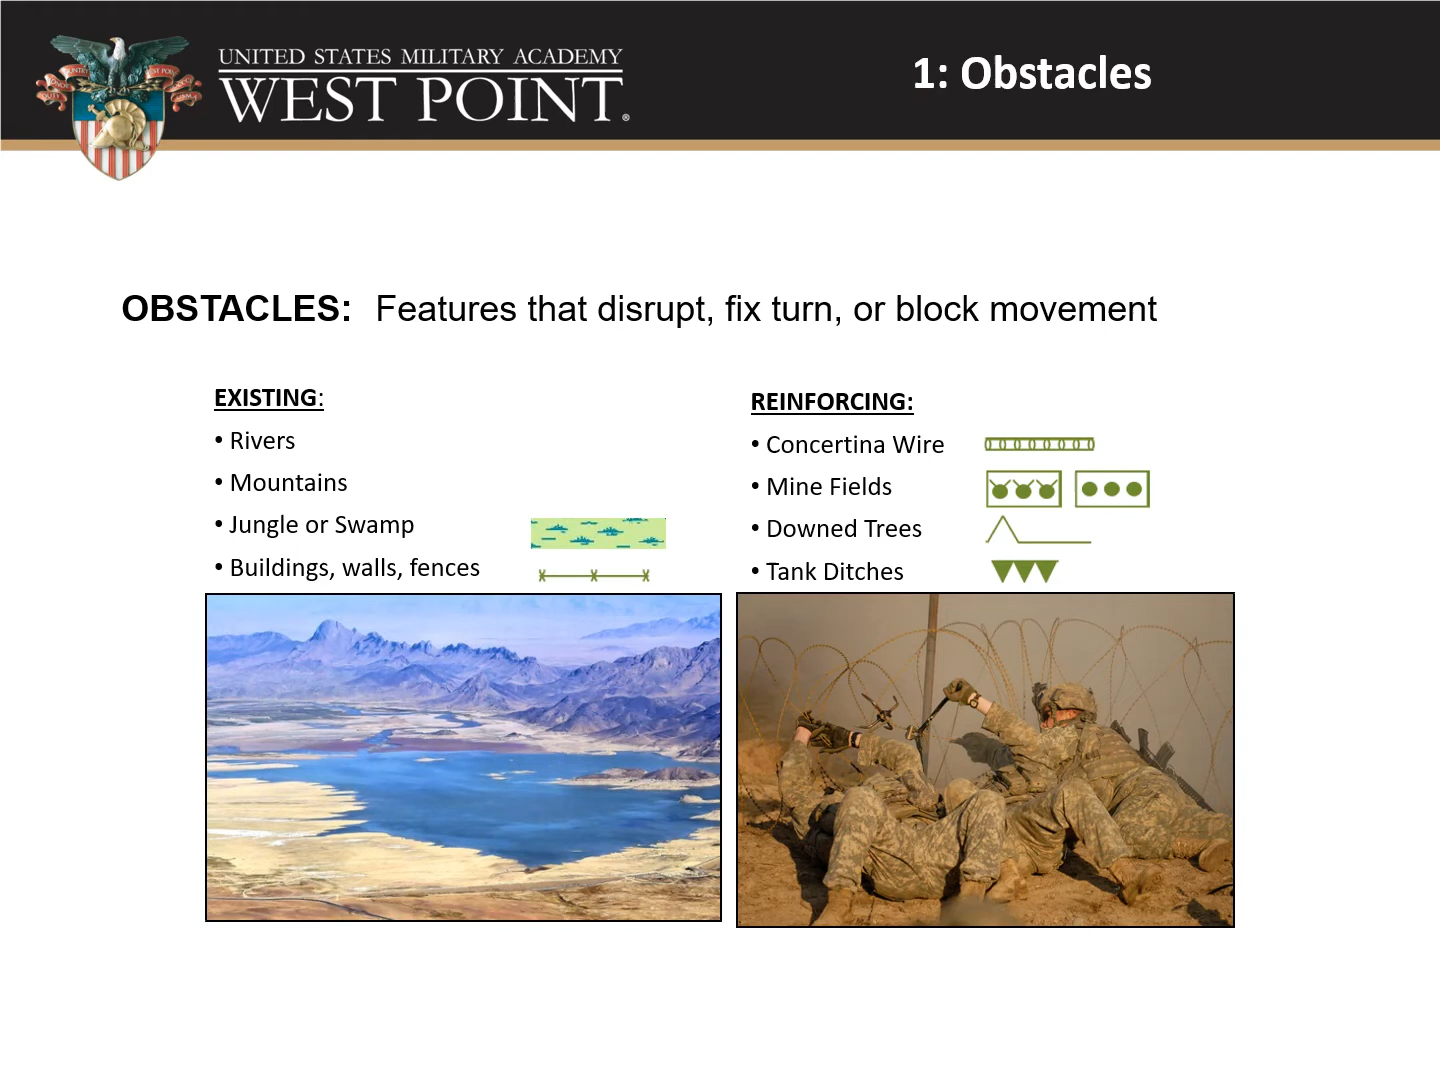 UNITED STATES MILITARY ACADEMY
WEST POINT®
1: Obstacles
OBSTACLES: Features that disrupt, fix turn, or block movement
EXISTING:
• Rivers
• Mountains
• Jungle or Swamp
• Buildings, walls, fences
REINFORCING:
• Concertina Wire
• Mine Fields
• Downed Trees
• Tank Ditches